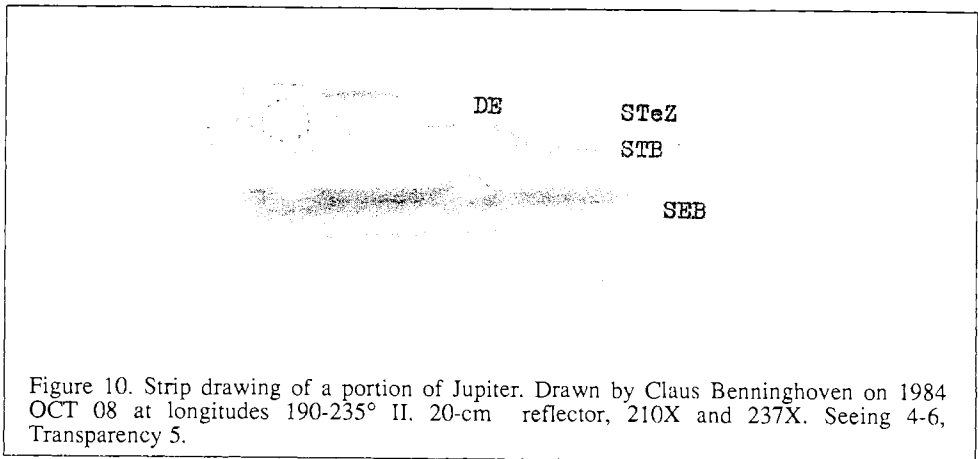 DE
STeZ
STB
SEB
Figure 10. Strip drawing of a portion of Jupiter. Drawn by Claus Benninghoven on 1984
OCT 08 at longitudes 190-235° II. 20-cm reflector, 210X and 237X. Seeing 4-6,
Transparency 5.